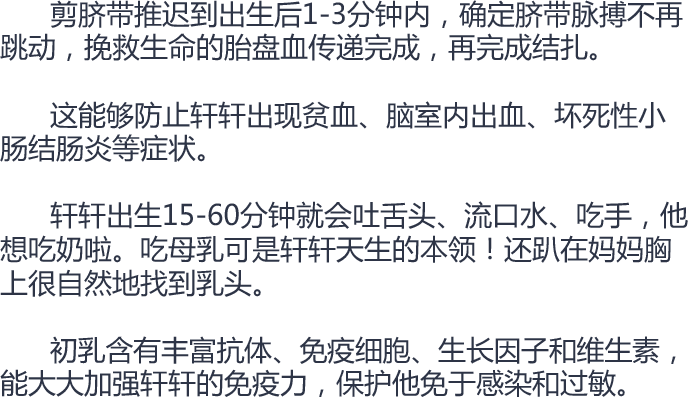 剪脐带推迟到出生后1-3分钟内，确定脐带脉搏不再
跳动，挽救生命的胎盘血传递完成，再完成结扎。
这能够防止轩轩出现贫血、脑室内出血、坏死性小
肠结肠炎等症状。
轩轩出生15-60分钟就会吐舌头、流口水、吃手，他
想吃奶啦。吃母乳可是轩轩天生的本领！还趴在妈妈胸
上很自然地找到乳头。
初乳含有丰富抗体、免疫细胞、生长因子和维生素，
能大大加强轩轩的免疫力，保护他免于感染和过敏。